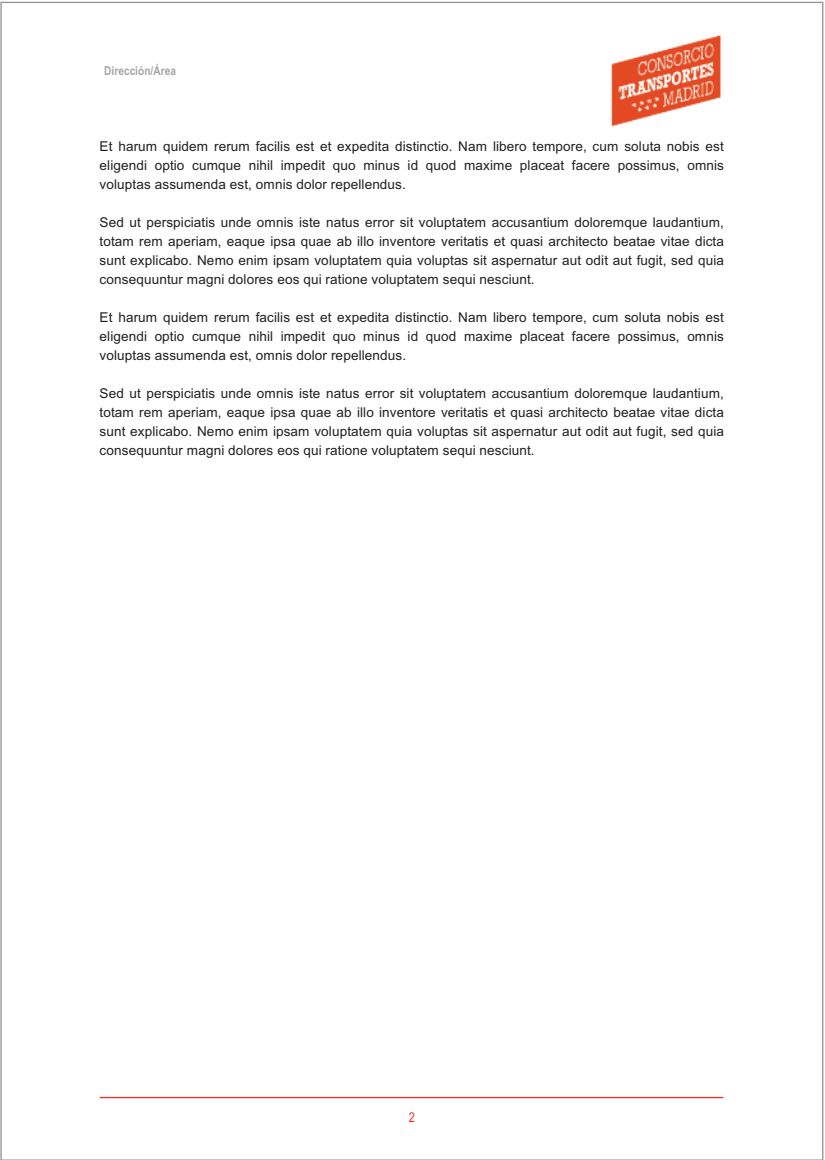 Dirección/Área
CONSORCIO
TRANSPORTES
MADRID
Et harum quidem rerum facilis est et expedita distinctio. Nam libero tempore, cum soluta nobis est
eligendi optio cumque nihil impedit quo minus id quod maxime placeat facere possimus, omnis
voluptas assumenda est, omnis dolor repellendus.
Sed ut perspiciatis unde omnis iste natus error sit voluptatem accusantium doloremque laudantium,
totam rem aperiam, eaque ipsa quae ab illo inventore veritatis et quasi architecto beatae vitae dicta
sunt explicabo. Nemo enim ipsam voluptatem quia voluptas sit aspernatur aut odit aut fugit, sed quia
consequuntur magni dolores eos qui ratione voluptatem sequi nesciunt.
Et harum quidem rerum facilis est et expedita distinctio. Nam libero tempore, cum soluta nobis est
eligendi optio cumque nihil impedit quo minus id quod maxime placeat facere possimus, omnis
voluptas assumenda est, omnis dolor repellendus.
Sed ut perspiciatis unde omnis iste natus error sit voluptatem accusantium doloremque laudantium,
totam rem aperiam, eaque ipsa quae ab illo inventore veritatis et quasi architecto beatae vitae dicta
sunt explicabo. Nemo enim ipsam voluptatem quia voluptas sit aspernatur aut odit aut fugit, sed quia
consequuntur magni dolores eos qui ratione voluptatem sequi nesciunt.
2